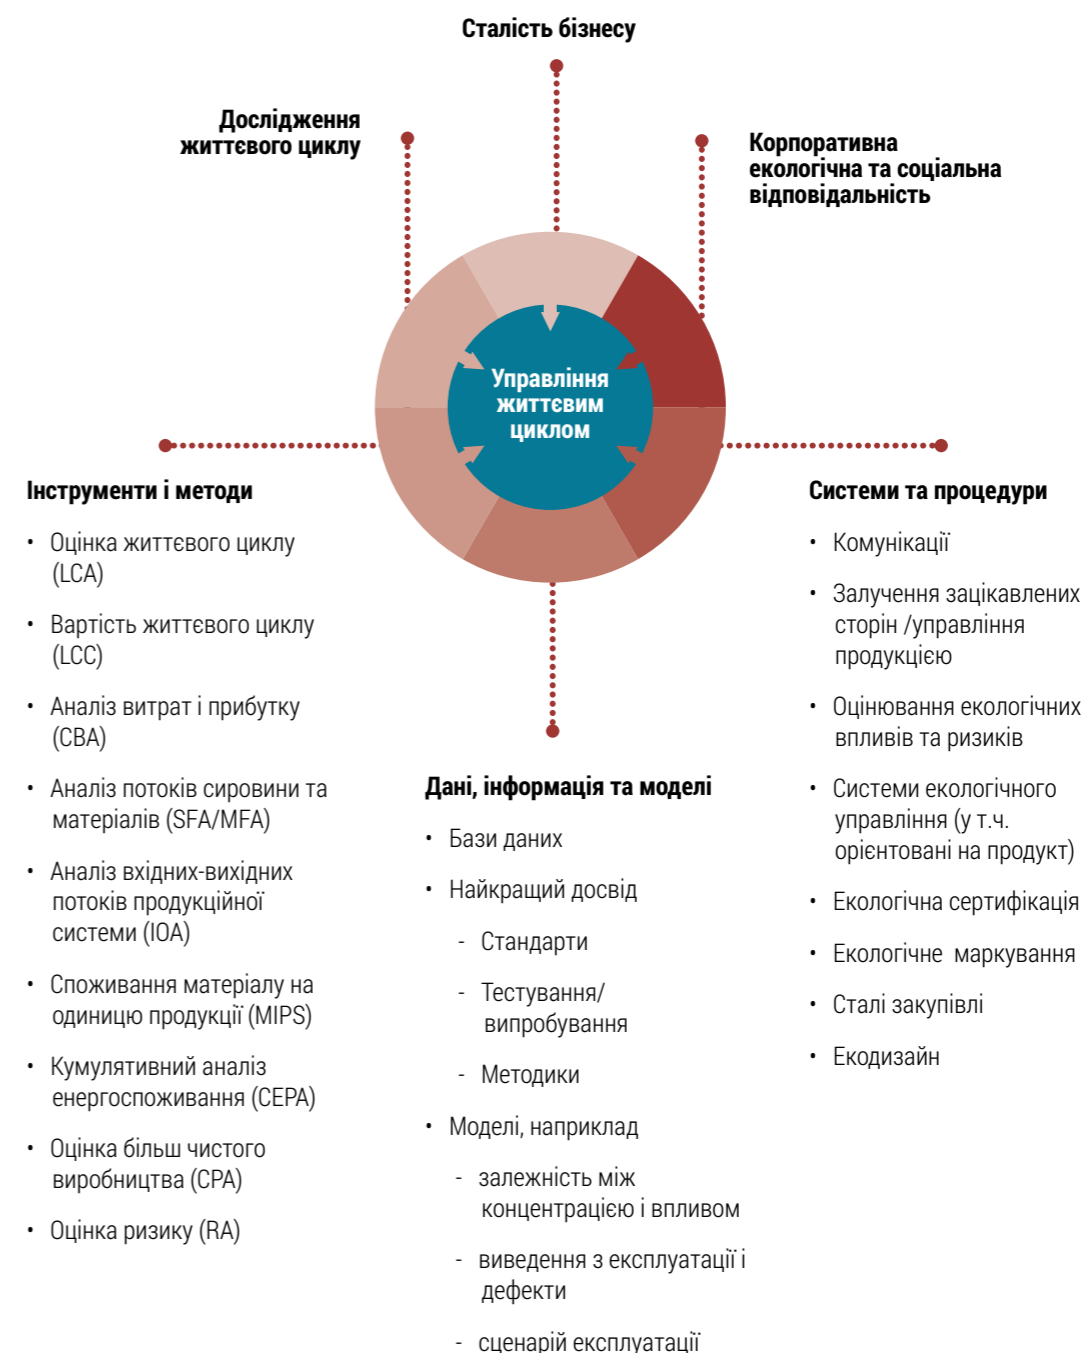 Сталість бізнесу
Дослідження
життєвого циклу
Корпоративна
екологічна та соціальна
відповідальність
Управління
життєвим
циклом
Інструменти і методи
• Оцінка життєвого циклу
(LCA)
• Вартість життєвого циклу
(LCC)
• Аналіз витрат і прибутку
(CBA)
• Аналіз потоків сировини та
матеріалів (SFA/MFA)
• Аналіз вхідних-вихідних
потоків продукційної
системи (IOA)
• Споживання матеріалу на
одиницю продукції (MIPS)
• Кумулятивний аналіз
енергоспоживання (CEPA)
• Оцінка більш чистого
виробництва (CPA)
• Оцінка ризику (RA)
Дані, інформація та моделі
• Бази даних
• Найкращий досвід
- Стандарти
- Тестування/
випробування
- Методики
• Моделі, наприклад
- залежність між
концентрацією і впливом
- виведення з експлуатації і
дефекти
- сценарій експлуатації
Системи та процедури
• Комунікації
• Залучення зацікавлених
сторін /управління
продукцією
• Оцінювання екологічних
впливів та ризиків
• Системи екологічного
управління (у т.ч.
орієнтовані на продукт)
• Екологічна сертифікація
• Екологічне маркування
• Сталі закупівлі
• Екодизайн